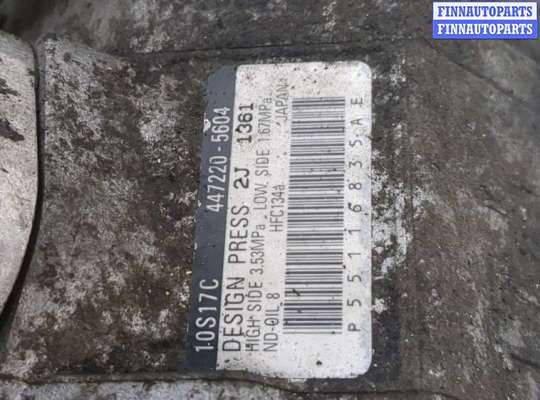 FINNAUTOPARTS
FINNAUTOPARTS
10S17C 447220-5604
DESIGN PRESS 2J 1361
HIGH SIDE 3.53MPa LOW SIDE 1.67MPa
ND-OIL 8 HFC134a JAPAN
P55116835AE